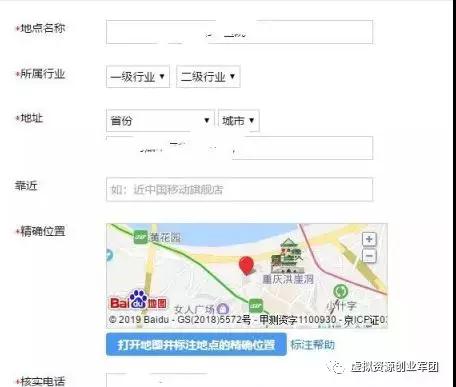 *地点名称
*所属行业 一级行业 二级行业
*地址 省份 城市
靠近 如：近中国移动旗舰店
*精确位置
黄花园
重庆洪崖洞
Bai du 地图
女人广场
小什字
© 2019 Baidu - GS(2018)5572号 - 甲测资字1100930 - 京ICP证03
打开地图并标注地点的精确位置 标注帮助
*核实电话
虚拟资源创业军团